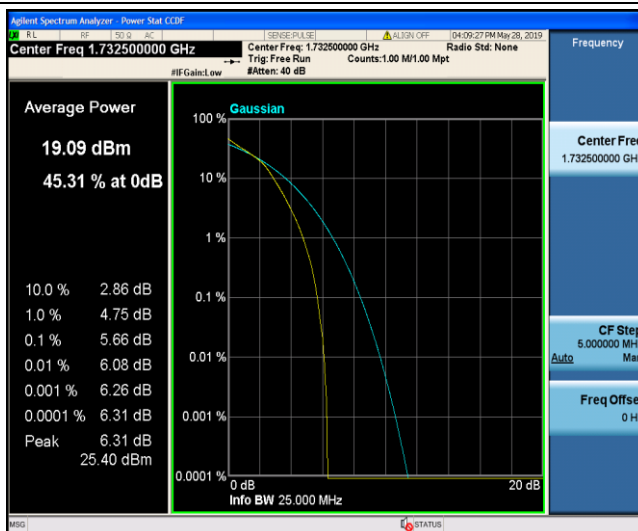 Agilent Spectrum Analyzer - Power Stat CCDF
RL RF 50 Ω AC SENSE:PULSE ALIGN OFF 04:09:27 PM May 28, 2019
Center Freq 1.732500000 GHz
Center Freq: 1.732500000 GHz Radio Std: None
Trig: Free Run Counts:1.00 M/1.00 Mpt
#IFGain:Low #Atten: 40 dB
Frequency
Average Power
19.09 dBm
45.31 % at 0dB
10.0 % 2.86 dB
1.0 % 4.75 dB
0.1 % 5.66 dB
0.01 % 6.08 dB
0.001 % 6.26 dB
0.0001 % 6.31 dB
Peak 6.31 dB
25.40 dBm
Gaussian
100 %
10 %
1 %
0.1 %
0.01 %
0.001 %
0.0001 %
0 dB 20 dB
Info BW 25.000 MHz
Center Fre
1.732500000 GH
CF Step
5.000000 MH
Auto Ma
Freq Offse
0 H
MSG STATUS